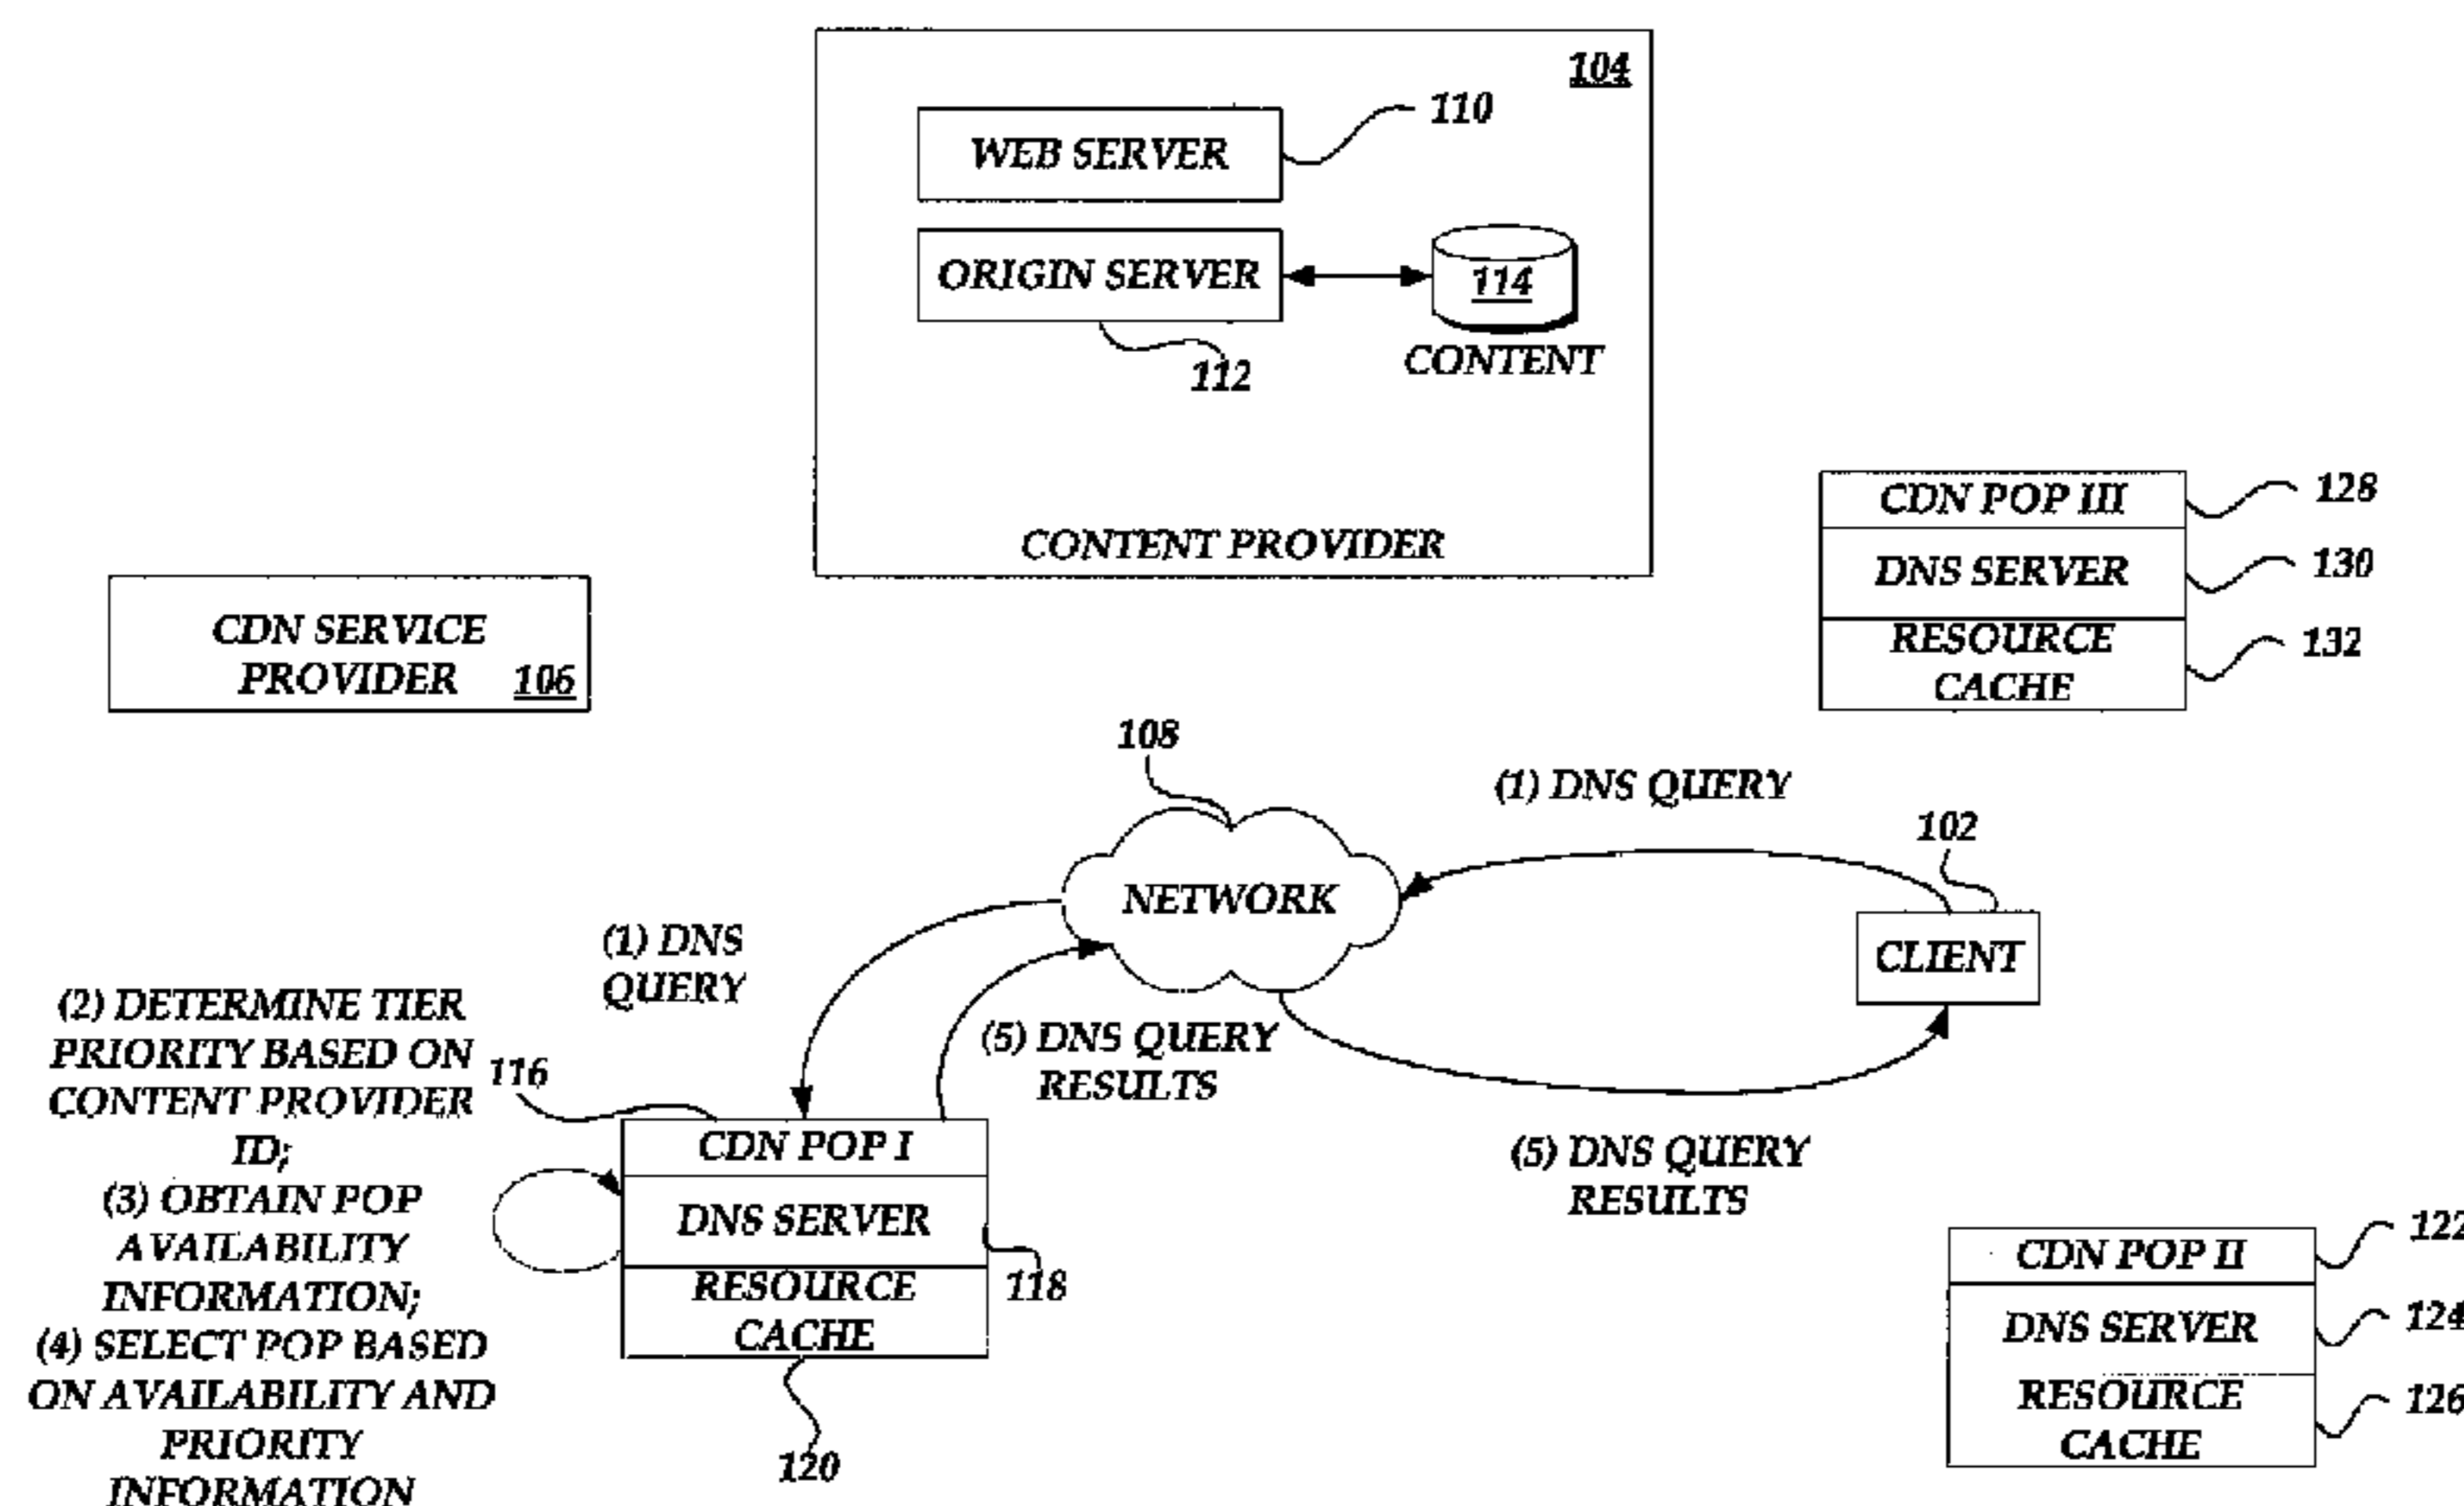 104
110
WEB SERVER
ORIGIN SERVER
114
CONTENT
112
CONTENT PROVIDER
CDN POP III
128
DNS SERVER
130
RESOURCE
CACHE
132
CDN SERVICE
PROVIDER
106
108
(1) DNS QUERY
102
NETWORK
CLIENT
(1) DNS
QUERY
(5) DNS QUERY
RESULTS
(2) DETERMINE TIER
PRIORITY BASED ON
CONTENT PROVIDER
ID;
(3) OBTAIN POP
AVAILABILITY
INFORMATION;
(4) SELECT POP BASED
ON AVAILABILITY AND
PRIORITY
INFORMATION
116
CDN POP I
DNS SERVER
118
RESOURCE
CACHE
120
(5) DNS QUERY
RESULTS
CDN POP II
122
DNS SERVER
124
RESOURCE
CACHE
126